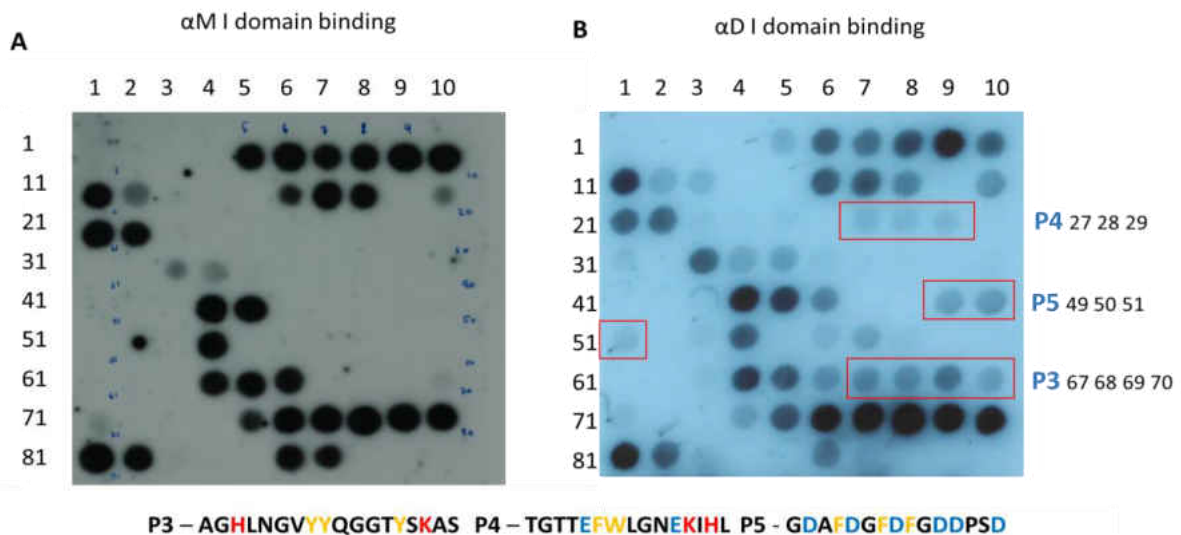 αM I domain binding
A
1 2 3 4 5 6 7 8 9 10
1
11
21
31
41
51
61
71
81
αD I domain binding
B
1 2 3 4 5 6 7 8 9 10
1
11
21
31
41
51
61
71
81
P4 27 28 29
P5 49 50 51
P3 67 68 69 70
P3 – AGHLNGVYYQGGTYSKAS P4 – TGTTEFWLGNEKIHL P5 - GDAFDGFDFGDDPSD